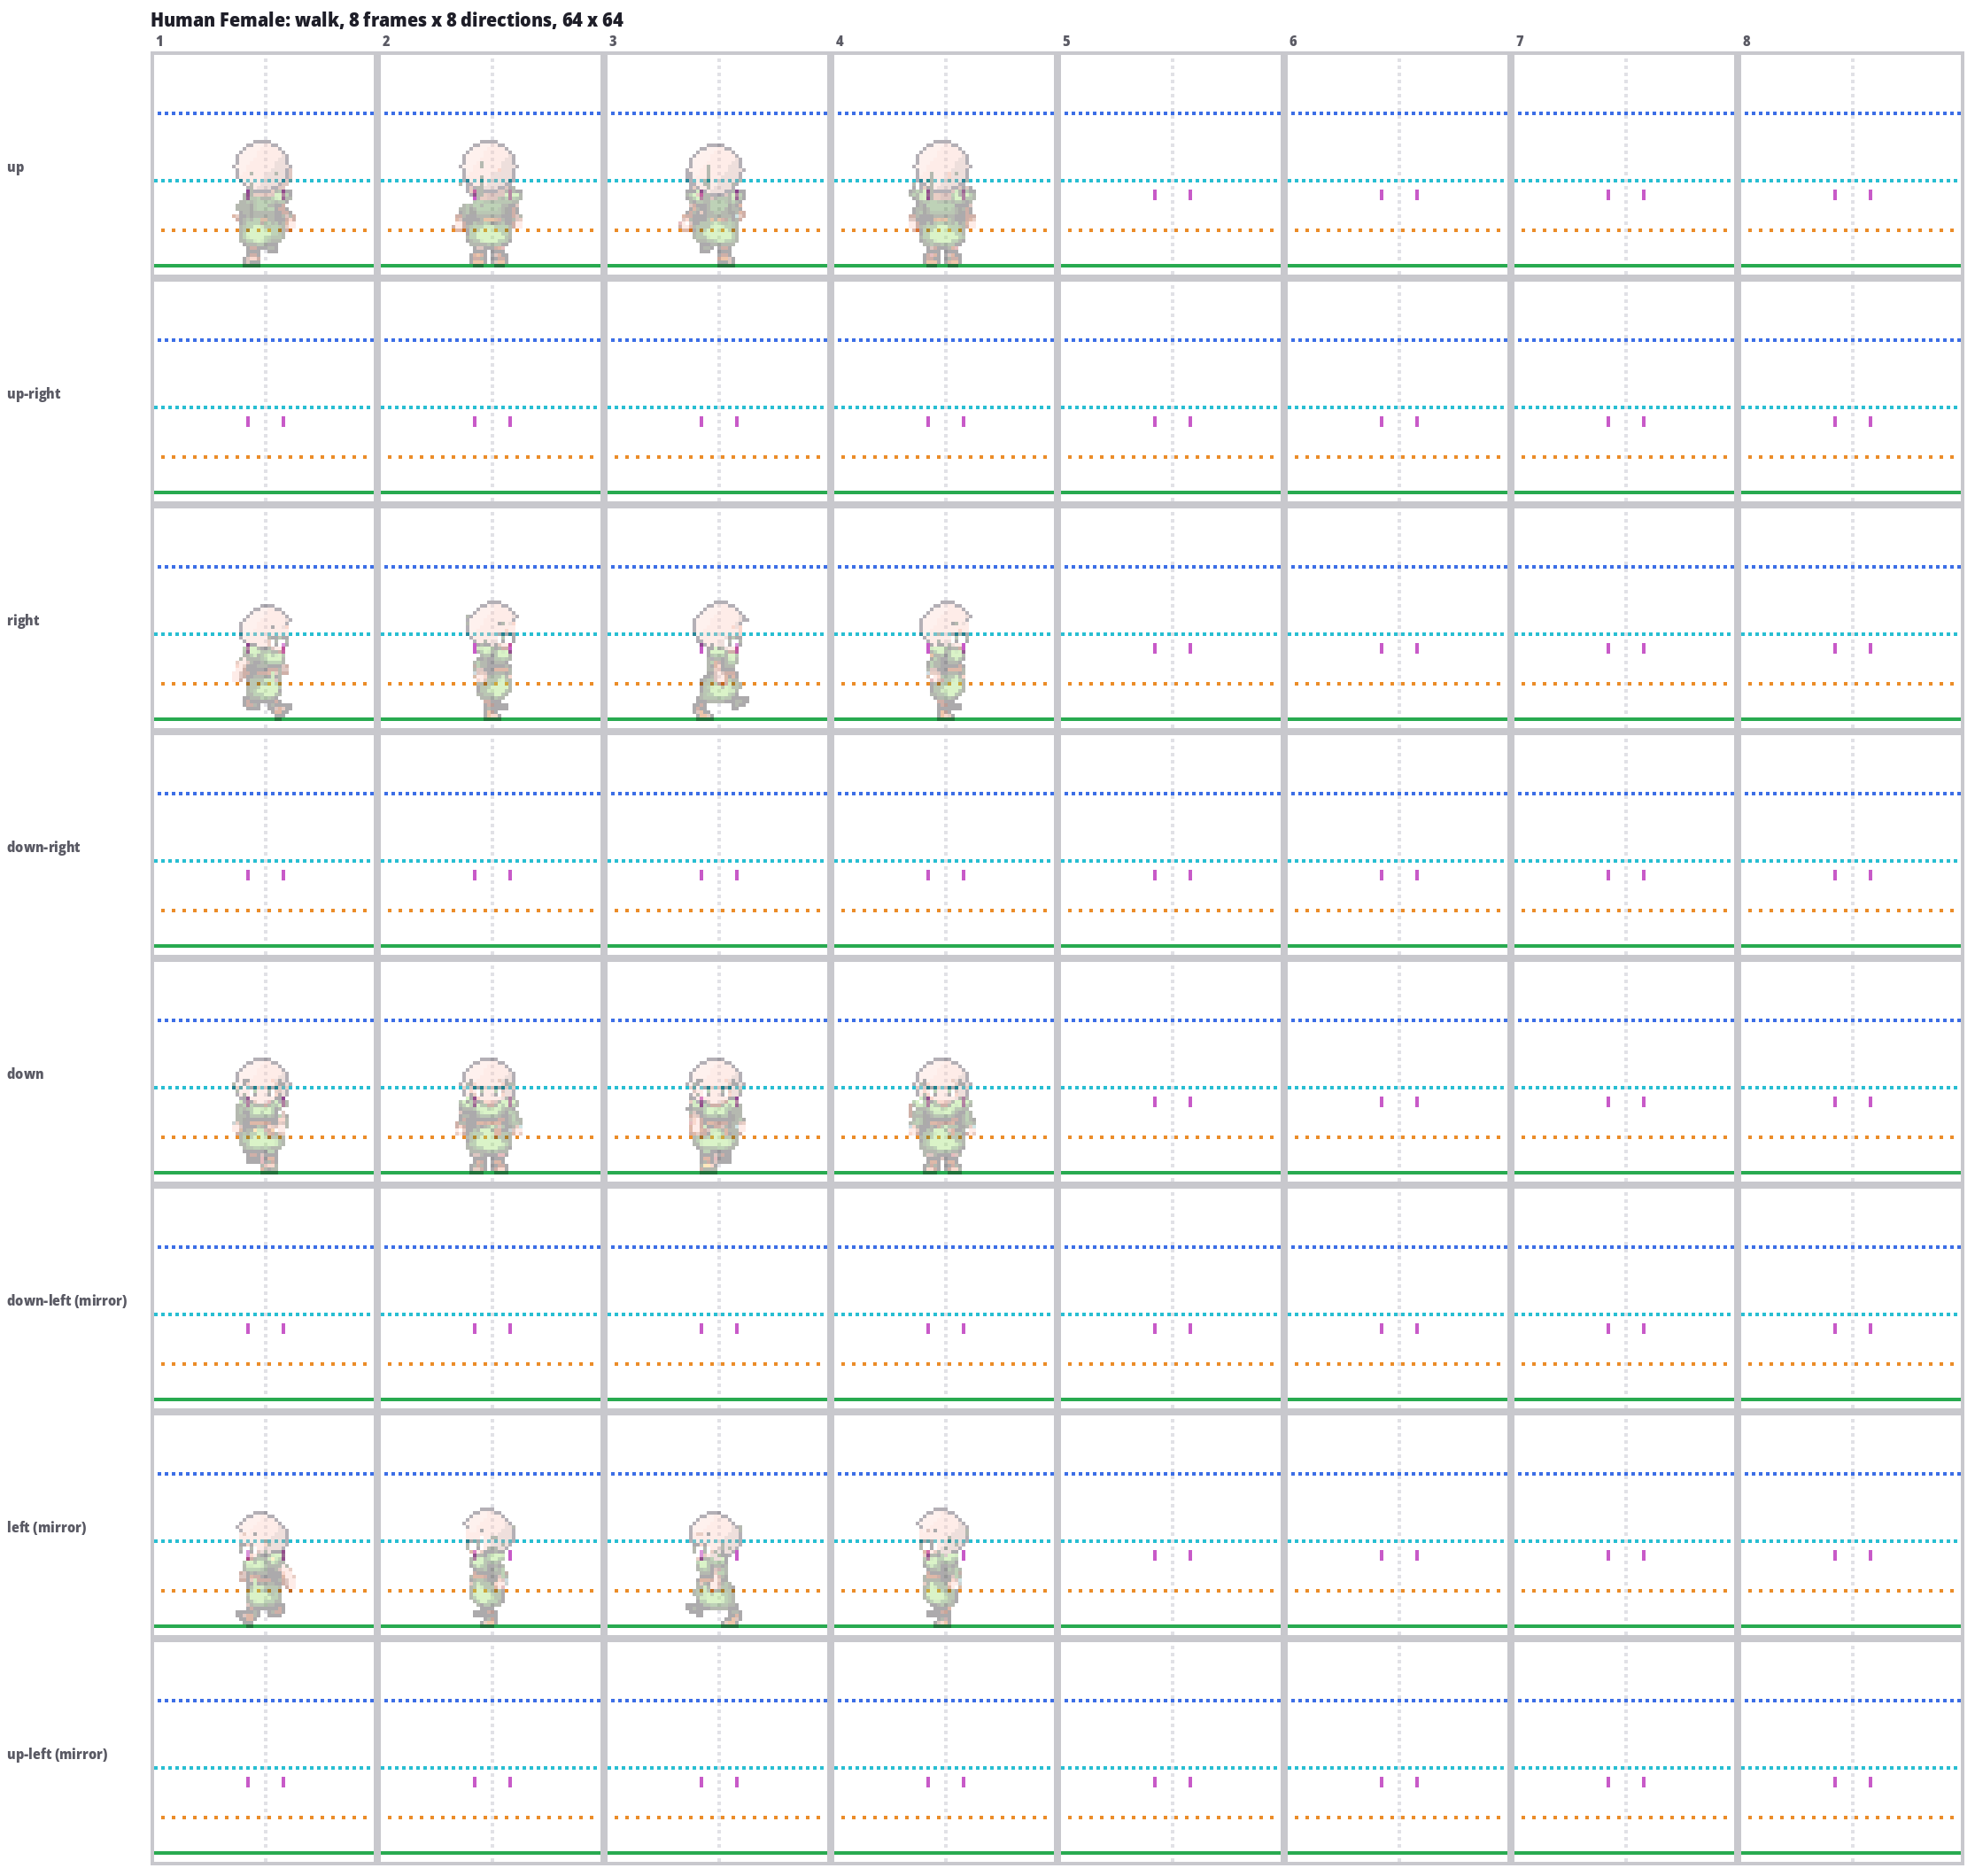 Human Female: walk, 8 frames x 8 directions, 64 x 64
1 2 3 4 5 6 7 8
up
up-right
right
down-right
down
down-left (mirror)
left (mirror)
up-left (mirror)